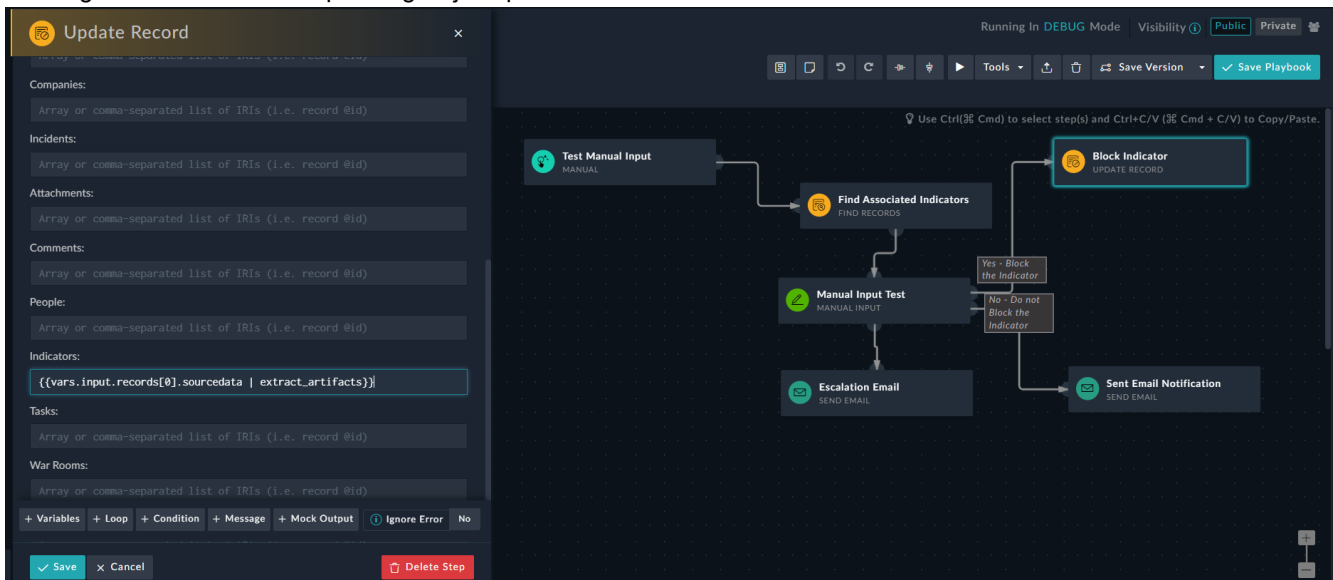 Update Record
×
Companies:
Array or comma-separated list of IRIs (i.e. record @id)
Incidents:
Array or comma-separated list of IRIs (i.e. record @id)
Attachments:
Array or comma-separated list of IRIs (i.e. record @id)
Comments:
Array or comma-separated list of IRIs (i.e. record @id)
People:
Array or comma-separated list of IRIs (i.e. record @id)
Indicators:
{{vars.input.records[0].sourcedata | extract_artifacts}}
Tasks:
Array or comma-separated list of IRIs (i.e. record @id)
War Rooms:
Array or comma-separated list of IRIs (i.e. record @id)
+ Variables + Loop + Condition + Message + Mock Output Ignore Error No
Save × Cancel Delete Step
Running In DEBUG Mode Visibility Public Private
Tools Save Version Save Playbook
Use Ctrl(⌘ Cmd) to select step(s) and Ctrl+C/V (⌘ Cmd + C/V) to Copy/Paste.
Test Manual Input
MANUAL
Block Indicator
UPDATE RECORD
Find Associated Indicators
FIND RECORDS
Yes - Block
the Indicator
Manual Input Test
MANUAL INPUT
No - Do not
Block the
Indicator
Escalation Email
SEND EMAIL
Sent Email Notification
SEND EMAIL